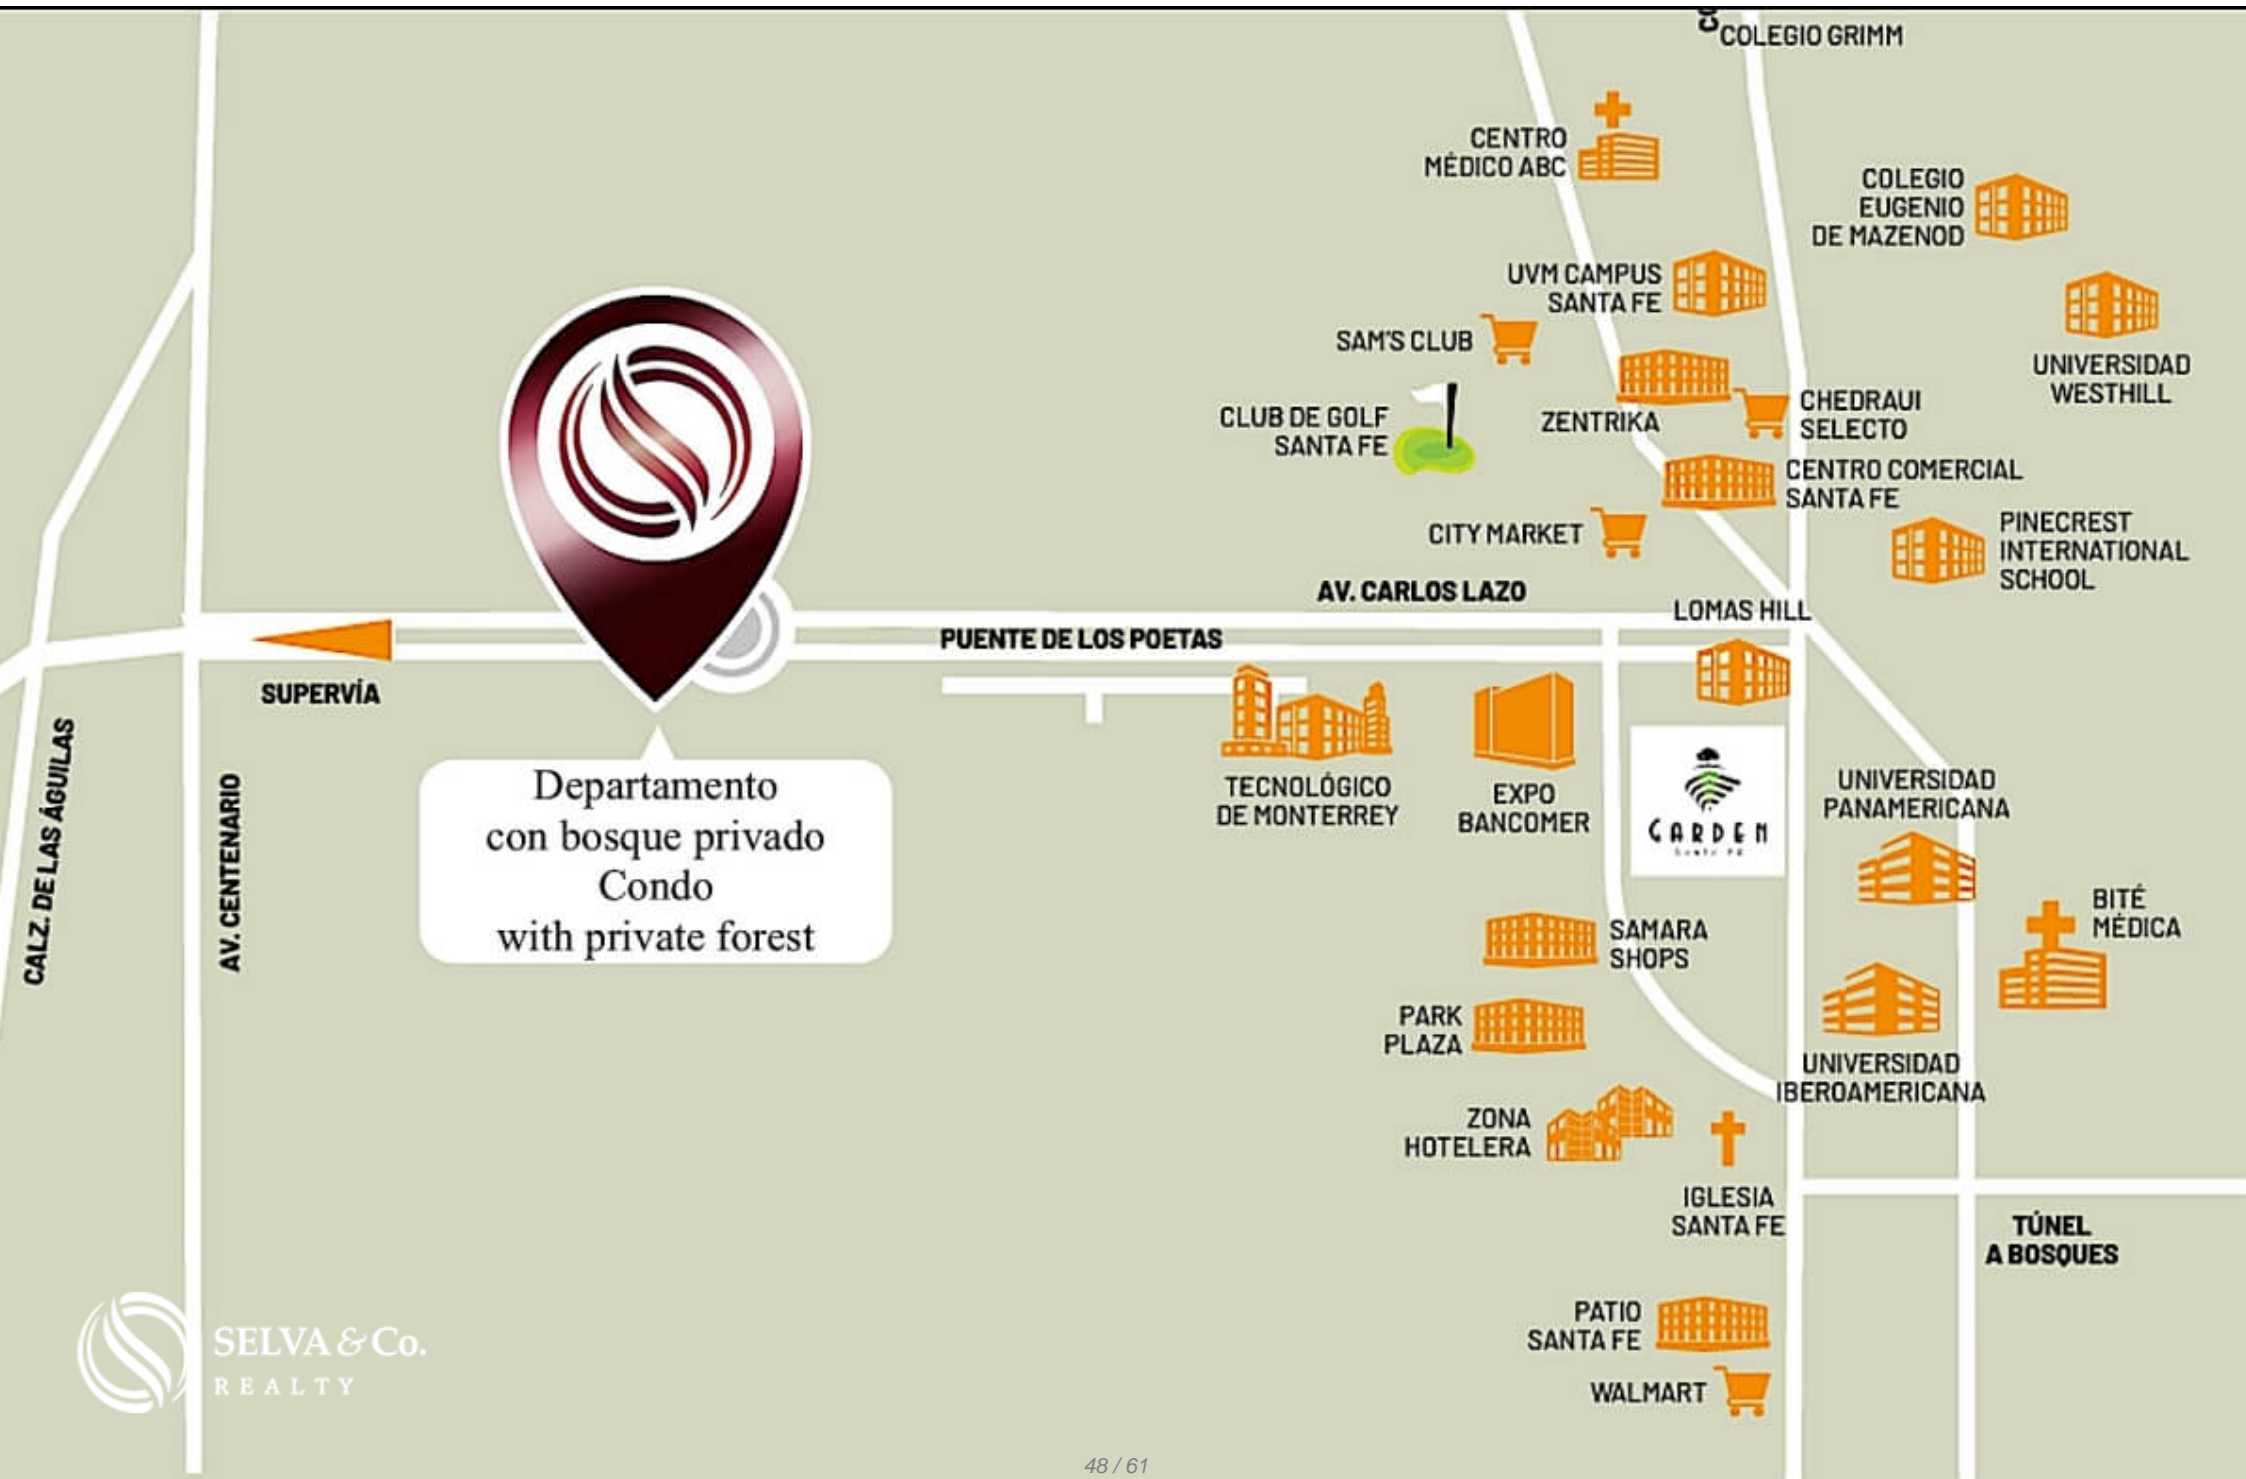 CO
COLEGIO GRIMM
CENTRO
MÉDICO ABC
COLEGIO
EUGENIO
DE MAZENOD
UVM CAMPUS
SANTA FE
SAM'S CLUB
UNIVERSIDAD
WESTHILL
CLUB DE GOLF
SANTA FE
ZENTRIKA
CHEDRAUI
SELECTO
CENTRO COMERCIAL
SANTA FE
CITY MARKET
PINECREST
INTERNATIONAL
SCHOOL
AV. CARLOS LAZO
LOMAS HILL
PUENTE DE LOS POETAS
SUPERVÍA
CALZ. DE LAS ÁGUILAS
AV. CENTENARIO
Departamento
con bosque privado
Condo
with private forest
TECNOLÓGICO
DE MONTERREY
EXPO
BANCOMER
GARDEN
Santa Fe
UNIVERSIDAD
PANAMERICANA
BITÉ
MÉDICA
SAMARA
SHOPS
PARK
PLAZA
UNIVERSIDAD
IBEROAMERICANA
ZONA
HOTELERA
IGLESIA
SANTA FE
TÚNEL
A BOSQUES
PATIO
SANTA FE
WALMART
SELVA & Co.
REALTY
48 / 61